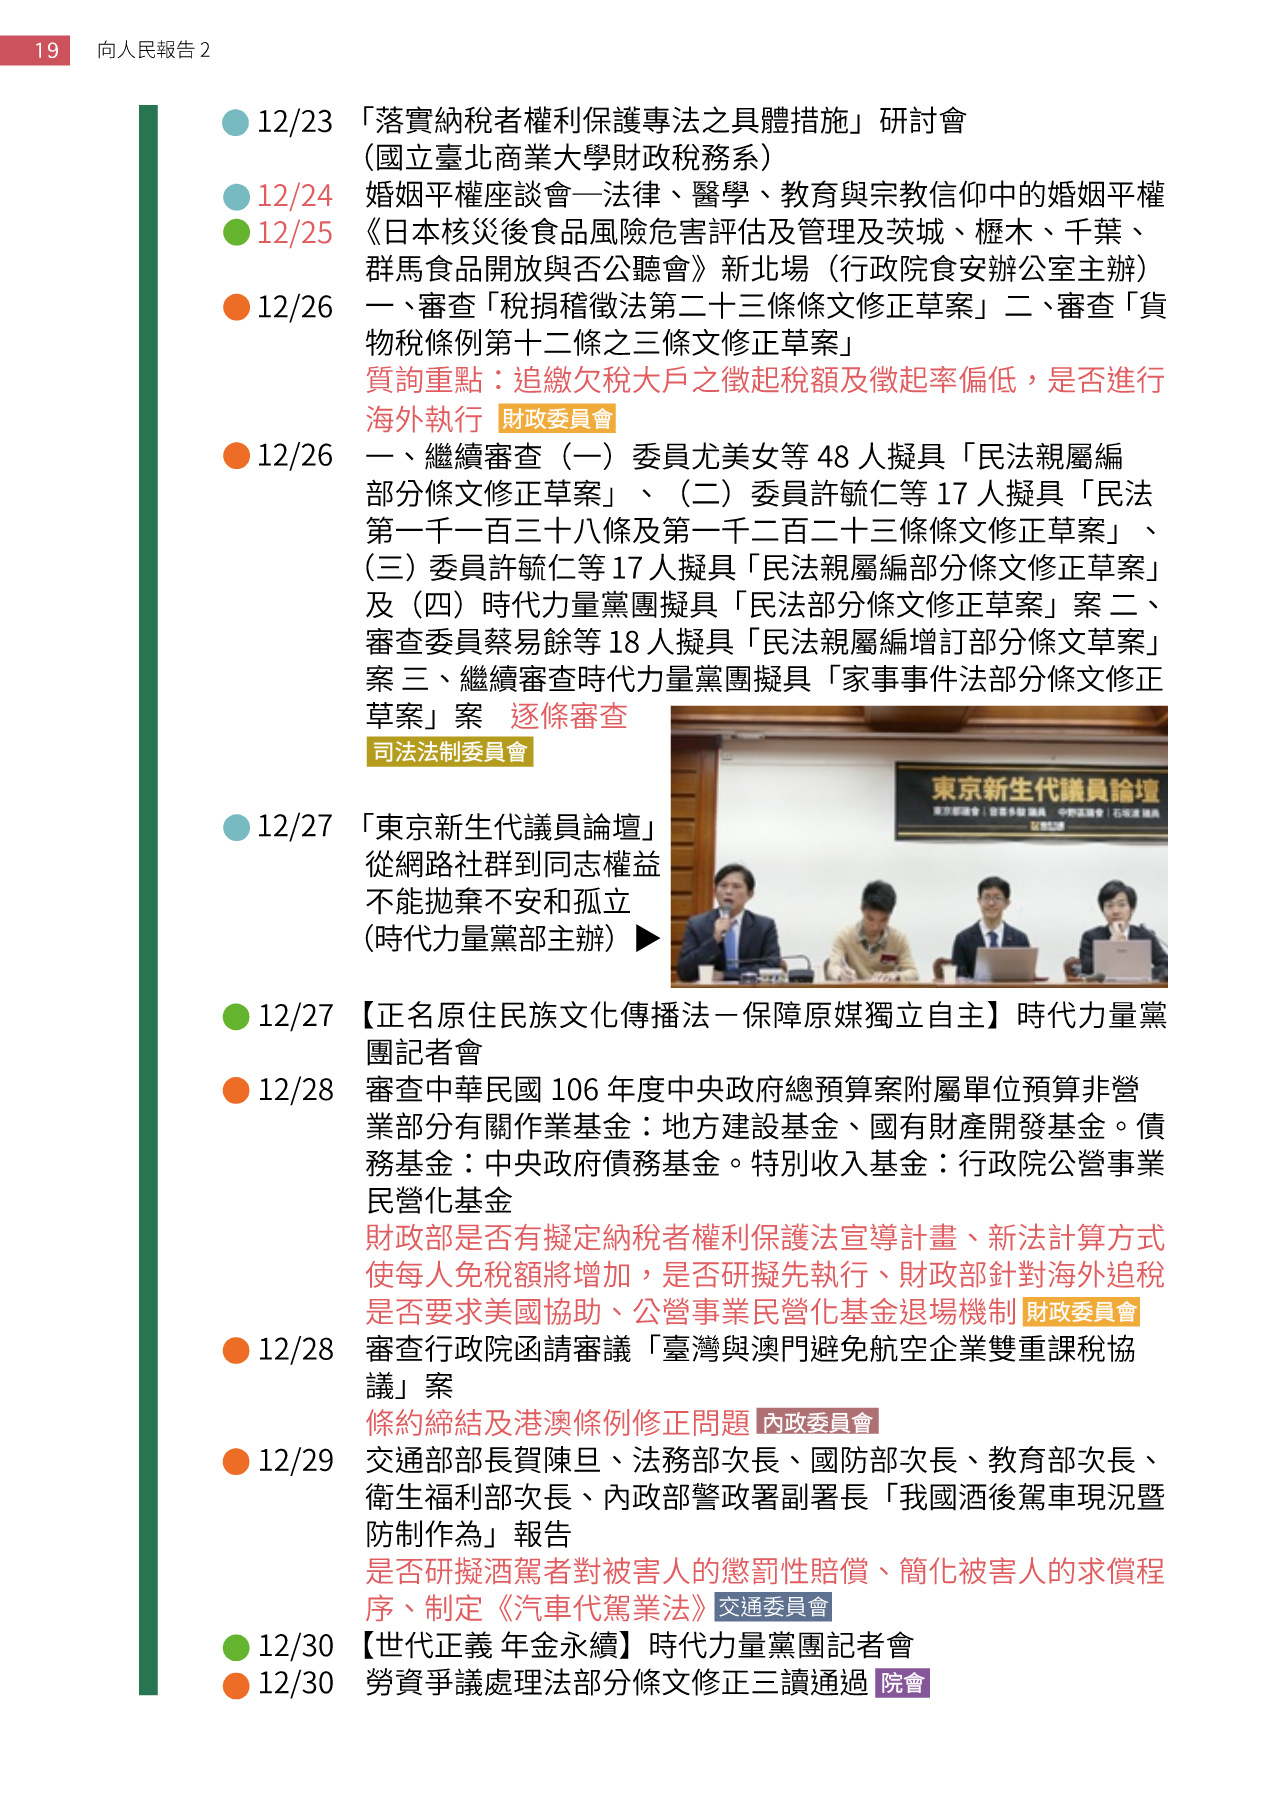 19 向人民報告 2
12/23 「落實納稅者權利保護專法之具體措施」研討會
（國立臺北商業大學財政稅務系）
12/24 婚姻平權座談會—法律、醫學、教育與宗教信仰中的婚姻平權
12/25 《日本核災後食品風險危害評估及管理及茨城、櫪木、千葉、
群馬食品開放與否公聽會》新北場（行政院食安辦公室主辦）
12/26 一、審查「稅捐稽徵法第二十三條條文修正草案」二、審查「貨
物稅條例第十二條之三條文修正草案」
質詢重點：追繳欠稅大戶之徵起稅額及徵起率偏低，是否進行
海外執行 財政委員會
12/26 一、繼續審查（一）委員尤美女等 48 人擬具「民法親屬編
部分條文修正草案」、（二）委員許毓仁等 17 人擬具「民法
第一千一百三十八條及第一千二百二十三條條文修正草案」、
（三）委員許毓仁等 17 人擬具「民法親屬編部分條文修正草案」
及（四）時代力量黨團擬具「民法部分條文修正草案」案 二、
審查委員蔡易餘等 18 人擬具「民法親屬編增訂部分條文草案」
案 三、繼續審查時代力量黨團擬具「家事事件法部分條文修正
草案」案 逐條審查
司法法制委員會
東京新生代議員論壇
12/27 「東京新生代議員論壇」
從網路社群到同志權益
不能拋棄不安和孤立
（時代力量黨部主辦）▶
12/27 【正名原住民族文化傳播法－保障原媒獨立自主】時代力量黨
團記者會
12/28 審查中華民國 106 年度中央政府總預算案附屬單位預算非營
業部分有關作業基金：地方建設基金、國有財產開發基金。債
務基金：中央政府債務基金。特別收入基金：行政院公營事業
民營化基金
財政部是否有擬定納稅者權利保護法宣導計畫、新法計算方式
使每人免稅額將增加，是否研擬先執行、財政部針對海外追稅
是否要求美國協助、公營事業民營化基金退場機制 財政委員會
12/28 審查行政院函請審議「臺灣與澳門避免航空企業雙重課稅協
議」案
條約締結及港澳條例修正問題 內政委員會
12/29 交通部部長賀陳旦、法務部次長、國防部次長、教育部次長、
衛生福利部次長、內政部警政署副署長「我國酒後駕車現況暨
防制作為」報告
是否研擬酒駕者對被害人的懲罰性賠償、簡化被害人的求償程
序、制定《汽車代駕業法》 交通委員會
12/30 【世代正義 年金永續】時代力量黨團記者會
12/30 勞資爭議處理法部分條文修正三讀通過 院會